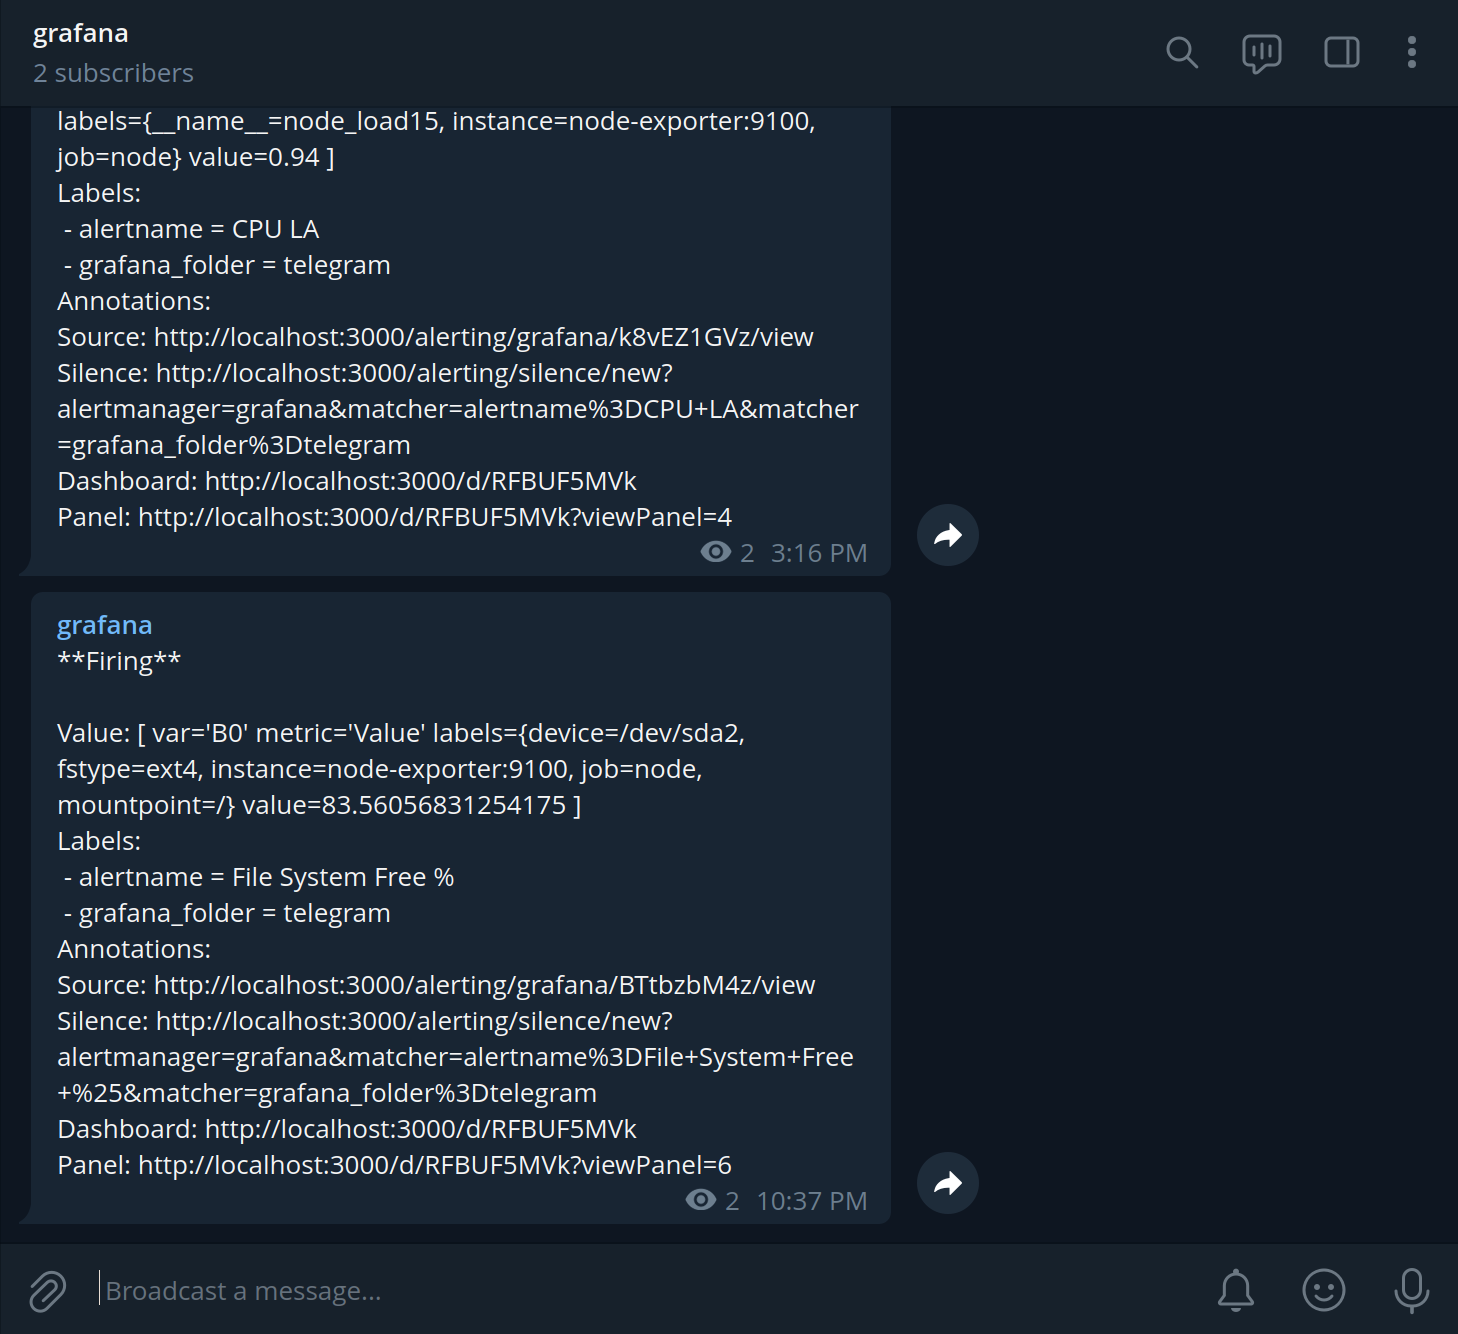 grafana
2 subscribers
labels={__name__=node_load15, instance=node-exporter:9100,
job=node} value=0.94 ]
Labels:
- alertname = CPU LA
- grafana_folder = telegram
Annotations:
Source: http://localhost:3000/alerting/grafana/k8vEZ1GVz/view
Silence: http://localhost:3000/alerting/silence/new?
alertmanager=grafana&matcher=alertname%3DCPU+LA&matcher
=grafana_folder%3Dtelegram
Dashboard: http://localhost:3000/d/RFBUF5MVk
Panel: http://localhost:3000/d/RFBUF5MVk?viewPanel=4
2 3:16 PM
grafana
**Firing**
Value: [ var='B0' metric='Value' labels={device=/dev/sda2,
fstype=ext4, instance=node-exporter:9100, job=node,
mountpoint=/} value=83.56056831254175 ]
Labels:
- alertname = File System Free %
- grafana_folder = telegram
Annotations:
Source: http://localhost:3000/alerting/grafana/BTtbzbM4z/view
Silence: http://localhost:3000/alerting/silence/new?
alertmanager=grafana&matcher=alertname%3DFile+System+Free
+%25&matcher=grafana_folder%3Dtelegram
Dashboard: http://localhost:3000/d/RFBUF5MVk
Panel: http://localhost:3000/d/RFBUF5MVk?viewPanel=6
2 10:37 PM
Broadcast a message...